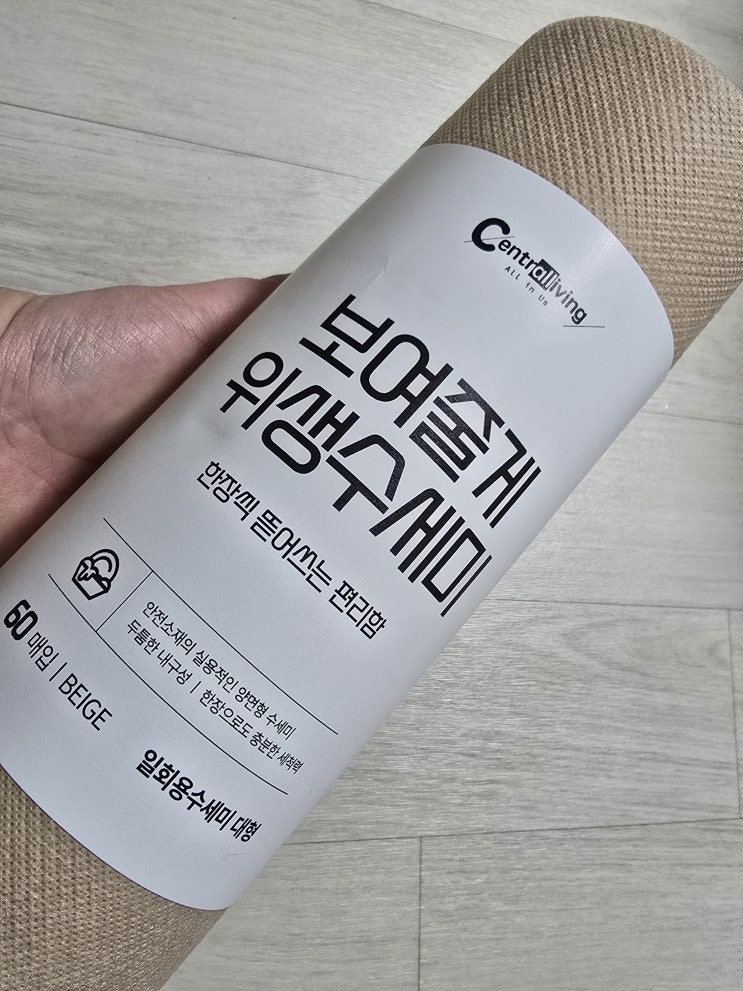 Centralliving
All in Us
보여줄게
위생수세미
한장씩 뜯어쓰는 편리함
안전소재의 실용적인 양면형 수세미
두툼한 내구성 | 한장으로도 충분한 세척력
60 매입 | BEIGE
일회용수세미 대형